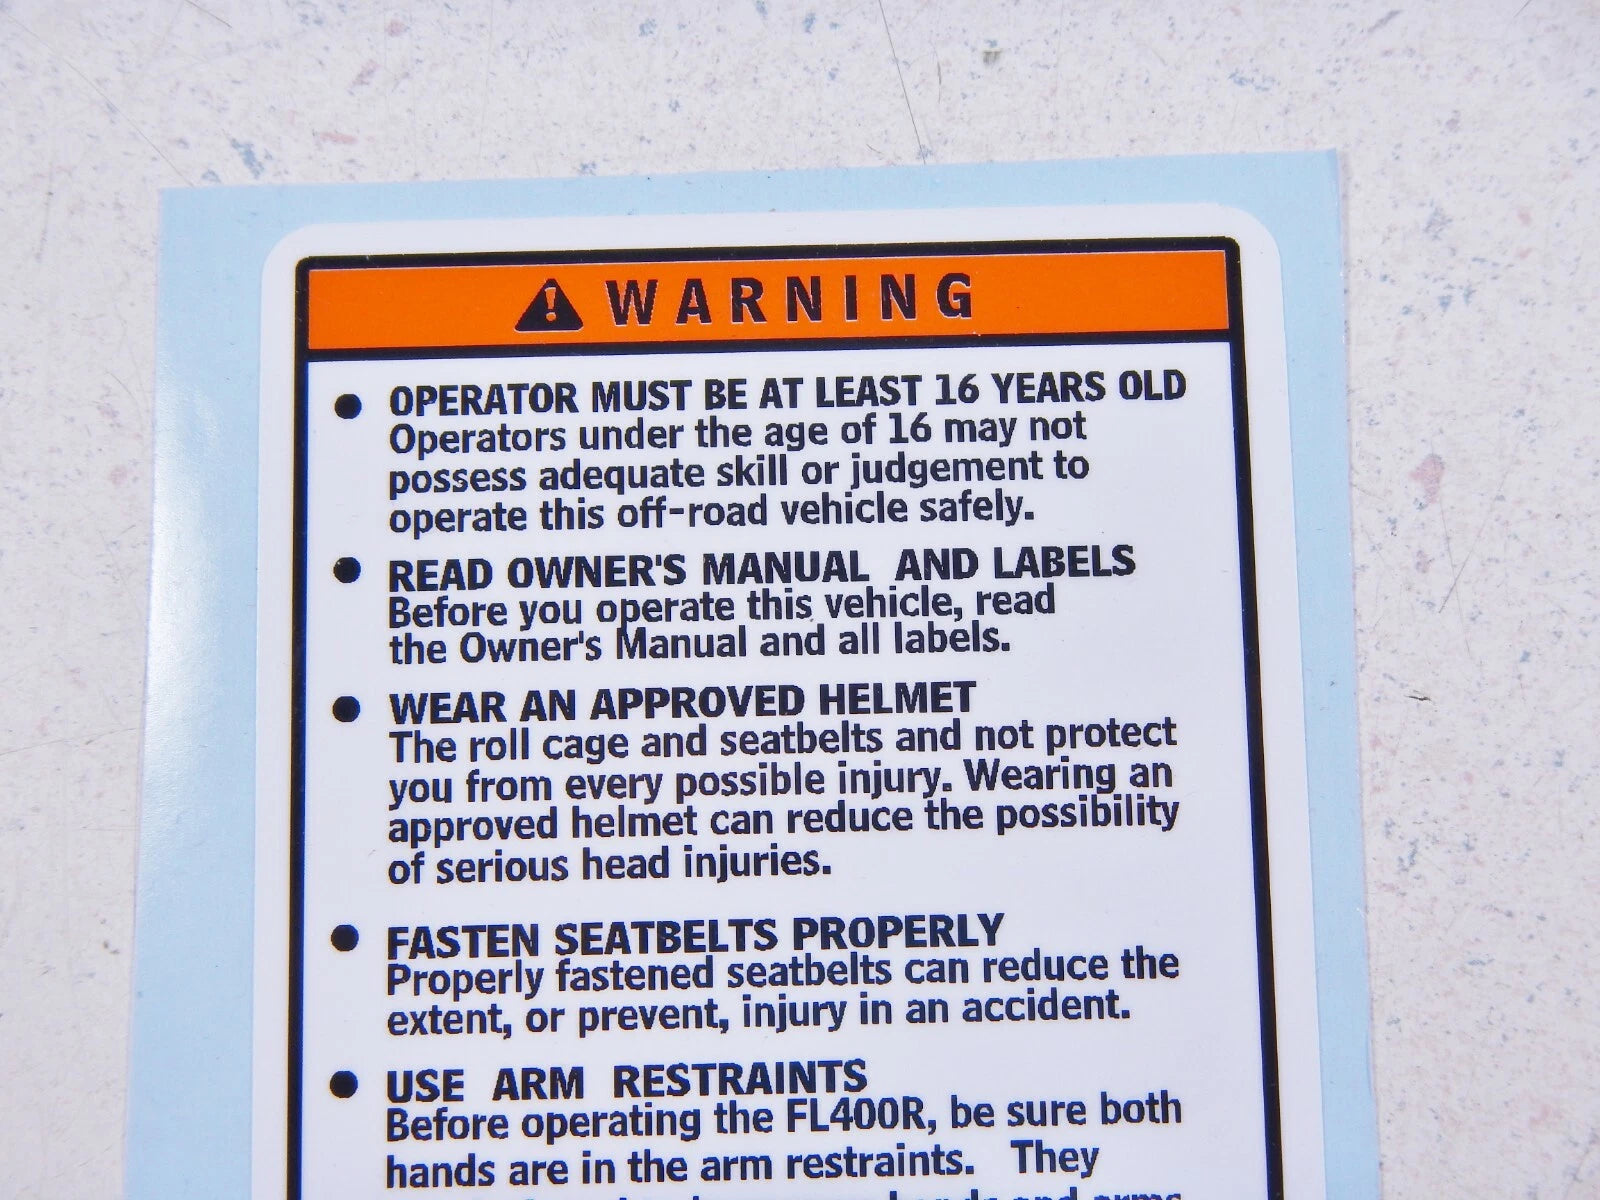 WARNING
OPERATOR MUST BE AT LEAST 16 YEARS OLD
Operators under the age of 16 may not
possess adequate skill or judgement to
operate this off-road vehicle safely.
READ OWNER'S MANUAL AND LABELS
Before you operate this vehicle, read
the Owner's Manual and all labels.
WEAR AN APPROVED HELMET
The roll cage and seatbelts and not protect
you from every possible injury. Wearing an
approved helmet can reduce the possibility
of serious head injuries.
FASTEN SEATBELTS PROPERLY
Properly fastened seatbelts can reduce the
extent, or prevent, injury in an accident.
USE ARM RESTRAINTS
Before operating the FL400R, be sure both
hands are in the arm restraints. They
and arms